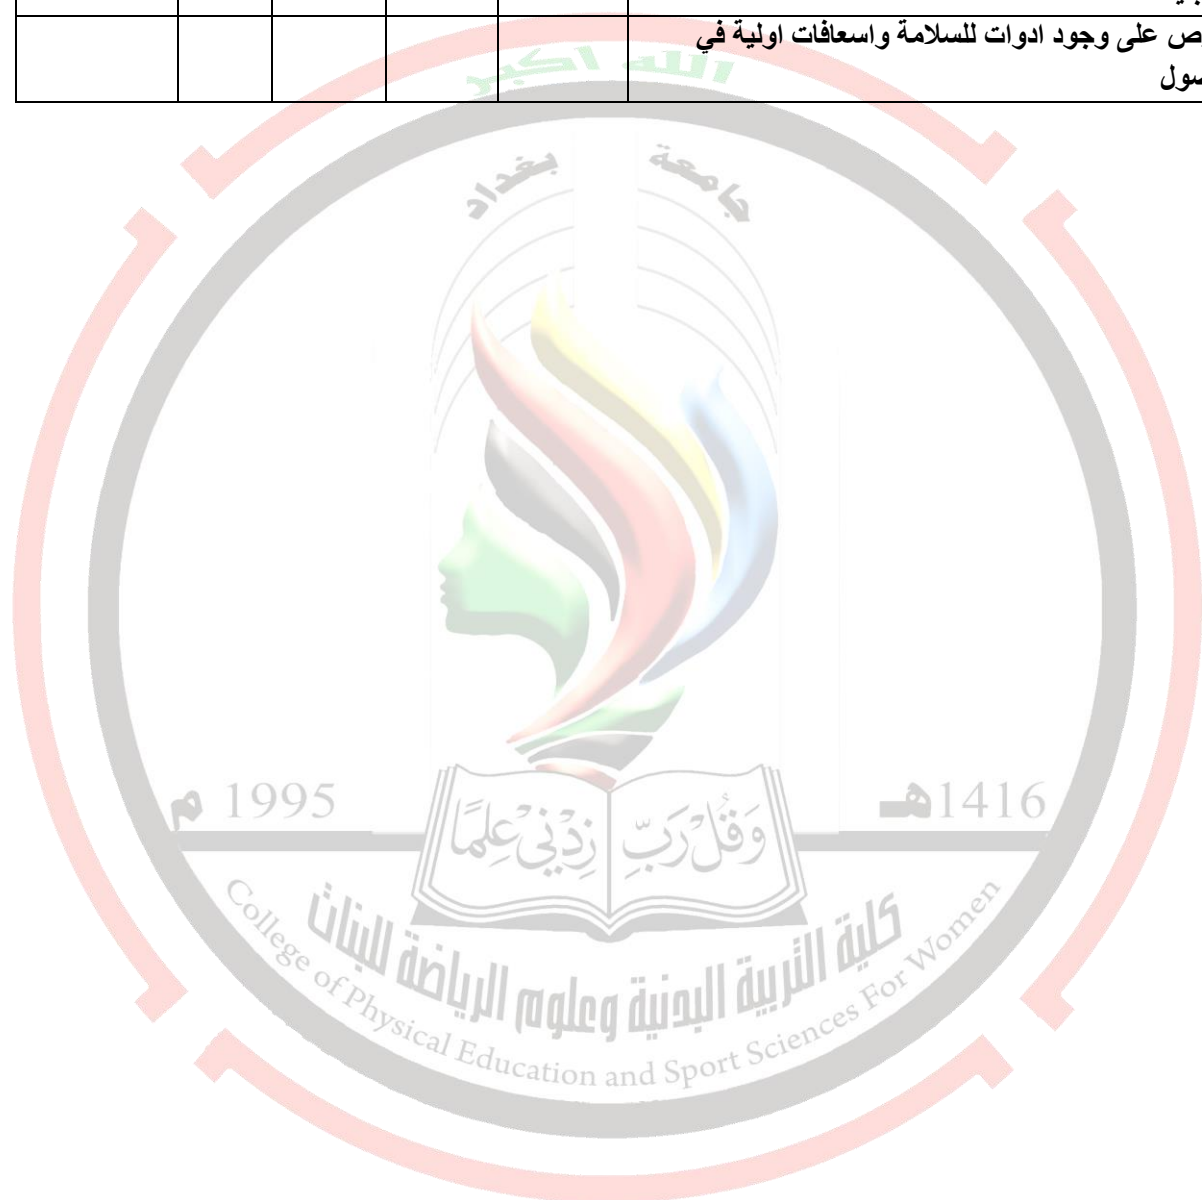 ص على وجود ادوات للسلامة واسعافات اولية في
سول
الله اكبر
جامعة بغداد
1995 م
1416هـ
وَقُلْ رَبِّ زِدْنِي عِلْمًا
كلية التربية البدنية وعلوم الرياضة للبنات
College of Physical Education and Sport Sciences For Women